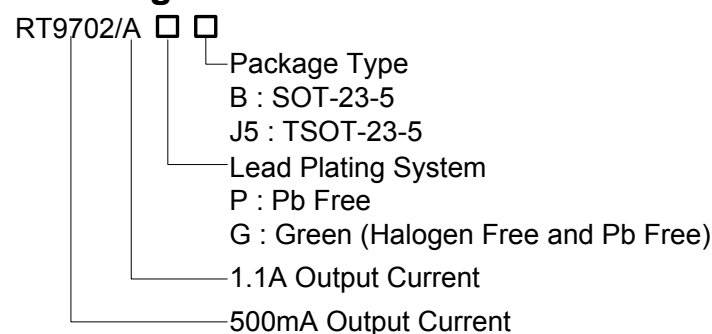 RT9702/A □ □
Package Type
B : SOT-23-5
J5 : TSOT-23-5
Lead Plating System
P : Pb Free
G : Green (Halogen Free and Pb Free)
1.1A Output Current
500mA Output Current